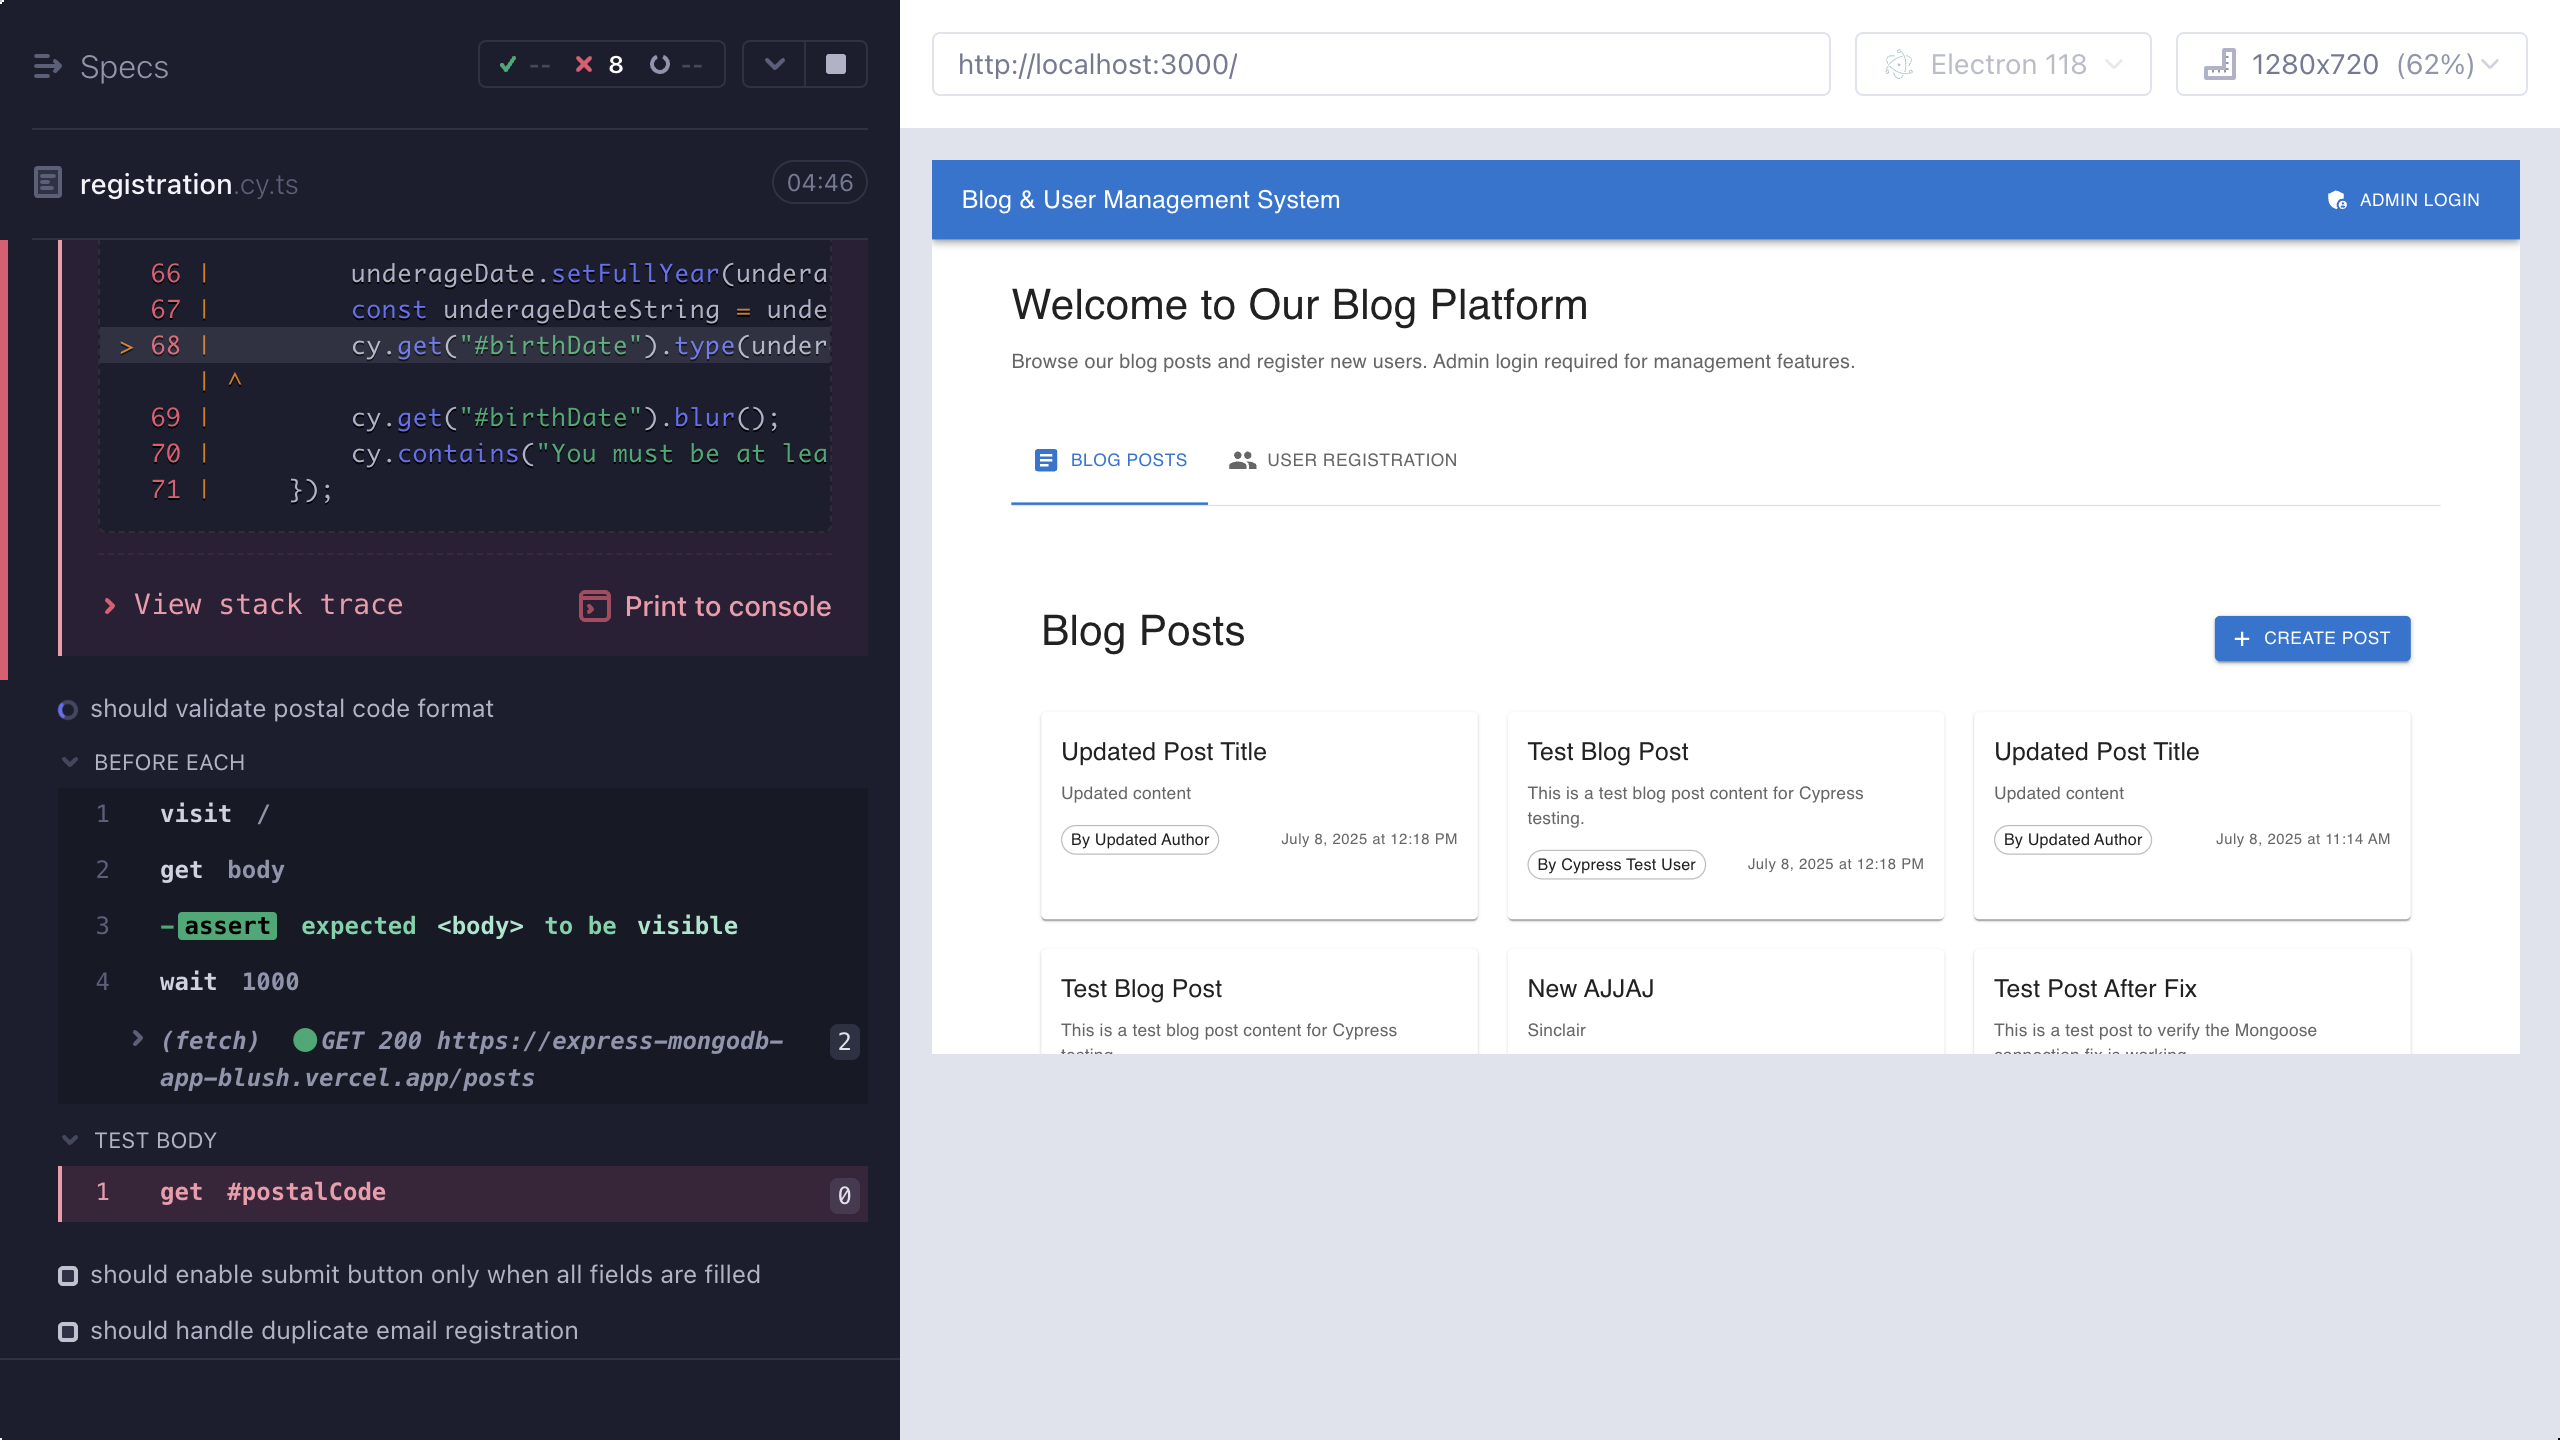 Specs
-- 8 --
registration.cy.ts 04:46
66 | underageDate.setFullYear(undera
67 | const underageDateString = unde
> 68 | cy.get("#birthDate").type(under
| ^
69 | cy.get("#birthDate").blur();
70 | cy.contains("You must be at lea
71 | });
View stack trace Print to console
should validate postal code format
BEFORE EACH
1 visit /
2 get body
3 -assert expected <body> to be visible
4 wait 1000
(fetch) GET 200 https://express-mongodb- 2
app-blush.vercel.app/posts
TEST BODY
1 get #postalCode 0
should enable submit button only when all fields are filled
should handle duplicate email registration
http://localhost:3000/ Electron 118 1280x720 (62%)
Blog & User Management System ADMIN LOGIN
Welcome to Our Blog Platform
Browse our blog posts and register new users. Admin login required for management features.
BLOG POSTS USER REGISTRATION
Blog Posts + CREATE POST
Updated Post Title
Updated content
By Updated Author July 8, 2025 at 12:18 PM
Test Blog Post
This is a test blog post content for Cypress
testing.
By Cypress Test User July 8, 2025 at 12:18 PM
Updated Post Title
Updated content
By Updated Author July 8, 2025 at 11:14 AM
Test Blog Post
This is a test blog post content for Cypress
testing
New AJJAJ
Sinclair
Test Post After Fix
This is a test post to verify the Mongoose
connection fix is working